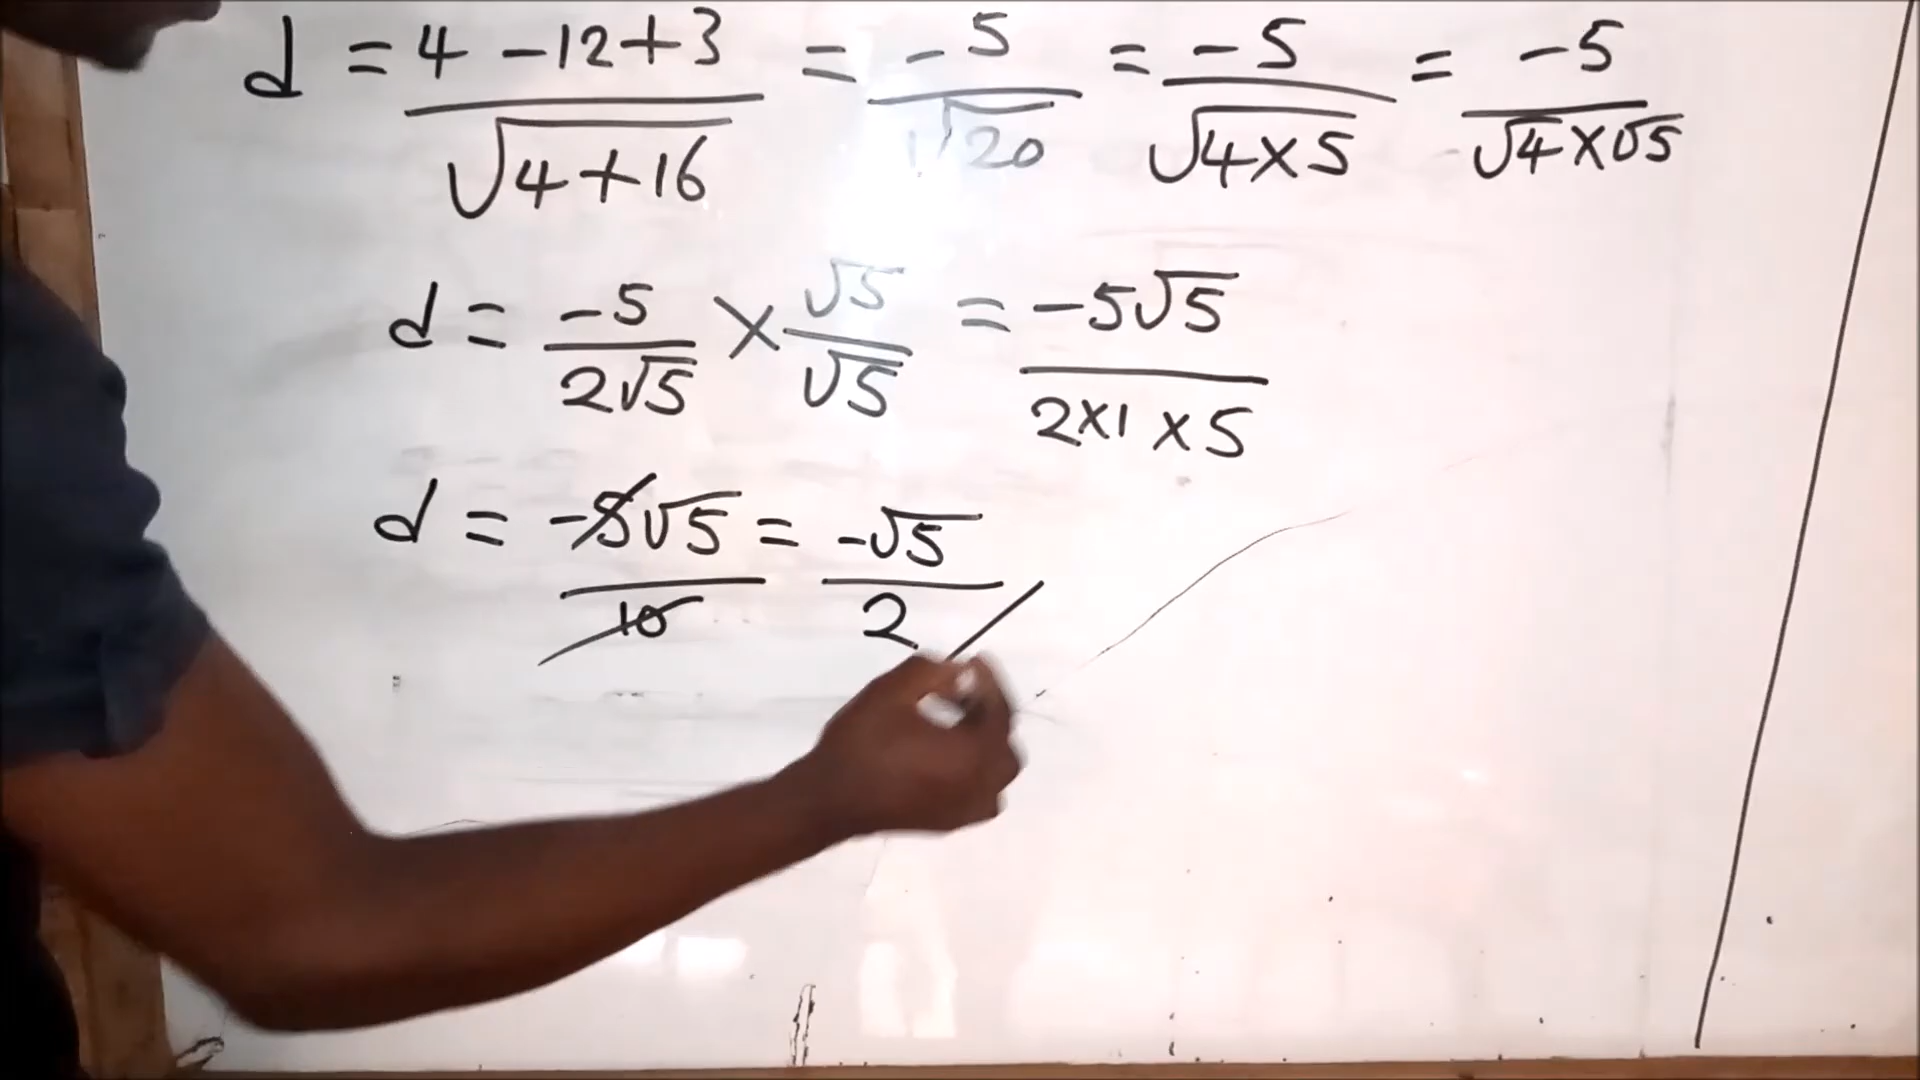 d = 4 - 12 + 3 / √(4 + 16) = -5 / √20 = -5 / √(4 × 5) = -5 / √4 × √5
d = -5 / 2√5 × √5 / √5 = -5√5 / 2 × 1 × 5
d = -5√5 / 10 = -√5 / 2